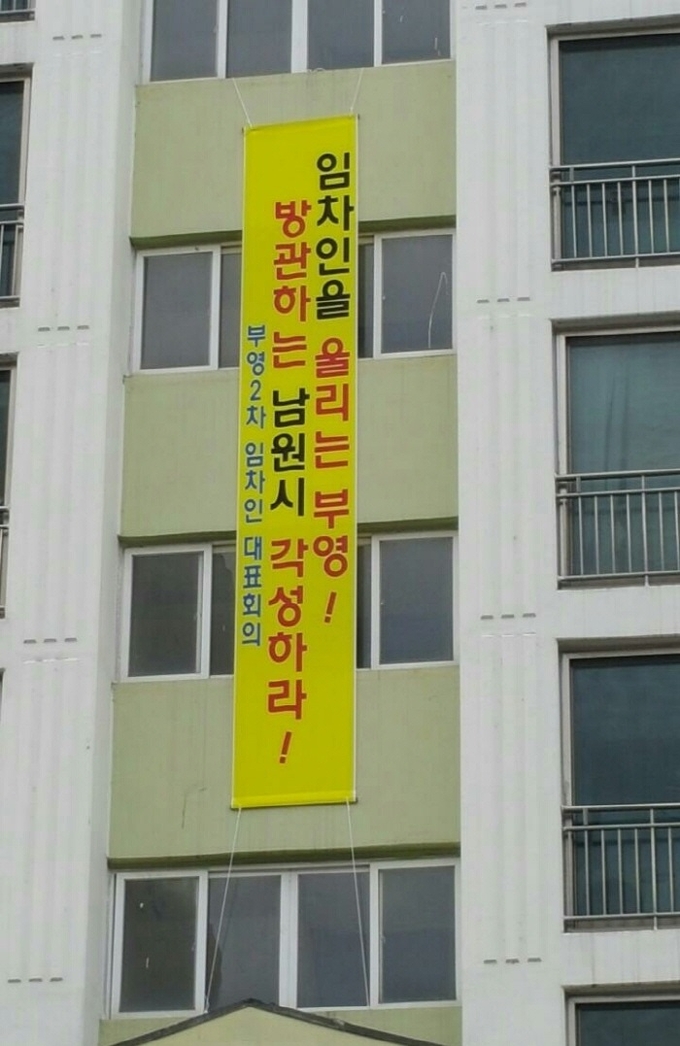 임차인을 울리는 부영!
방관하는 남원시 각성하라!
부영2차 임차인 대표회의